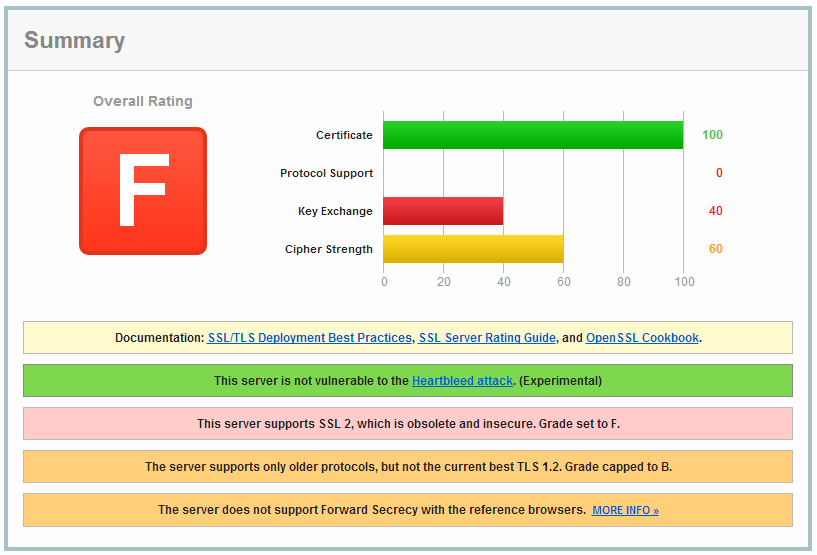 Summary
Overall Rating
F
Certificate 100
Protocol Support 0
Key Exchange 40
Cipher Strength 60
0 20 40 60 80 100
Documentation: SSL/TLS Deployment Best Practices, SSL Server Rating Guide, and OpenSSL Cookbook.
This server is not vulnerable to the Heartbleed attack. (Experimental)
This server supports SSL 2, which is obsolete and insecure. Grade set to F.
The server supports only older protocols, but not the current best TLS 1.2. Grade capped to B.
The server does not support Forward Secrecy with the reference browsers. MORE INFO »